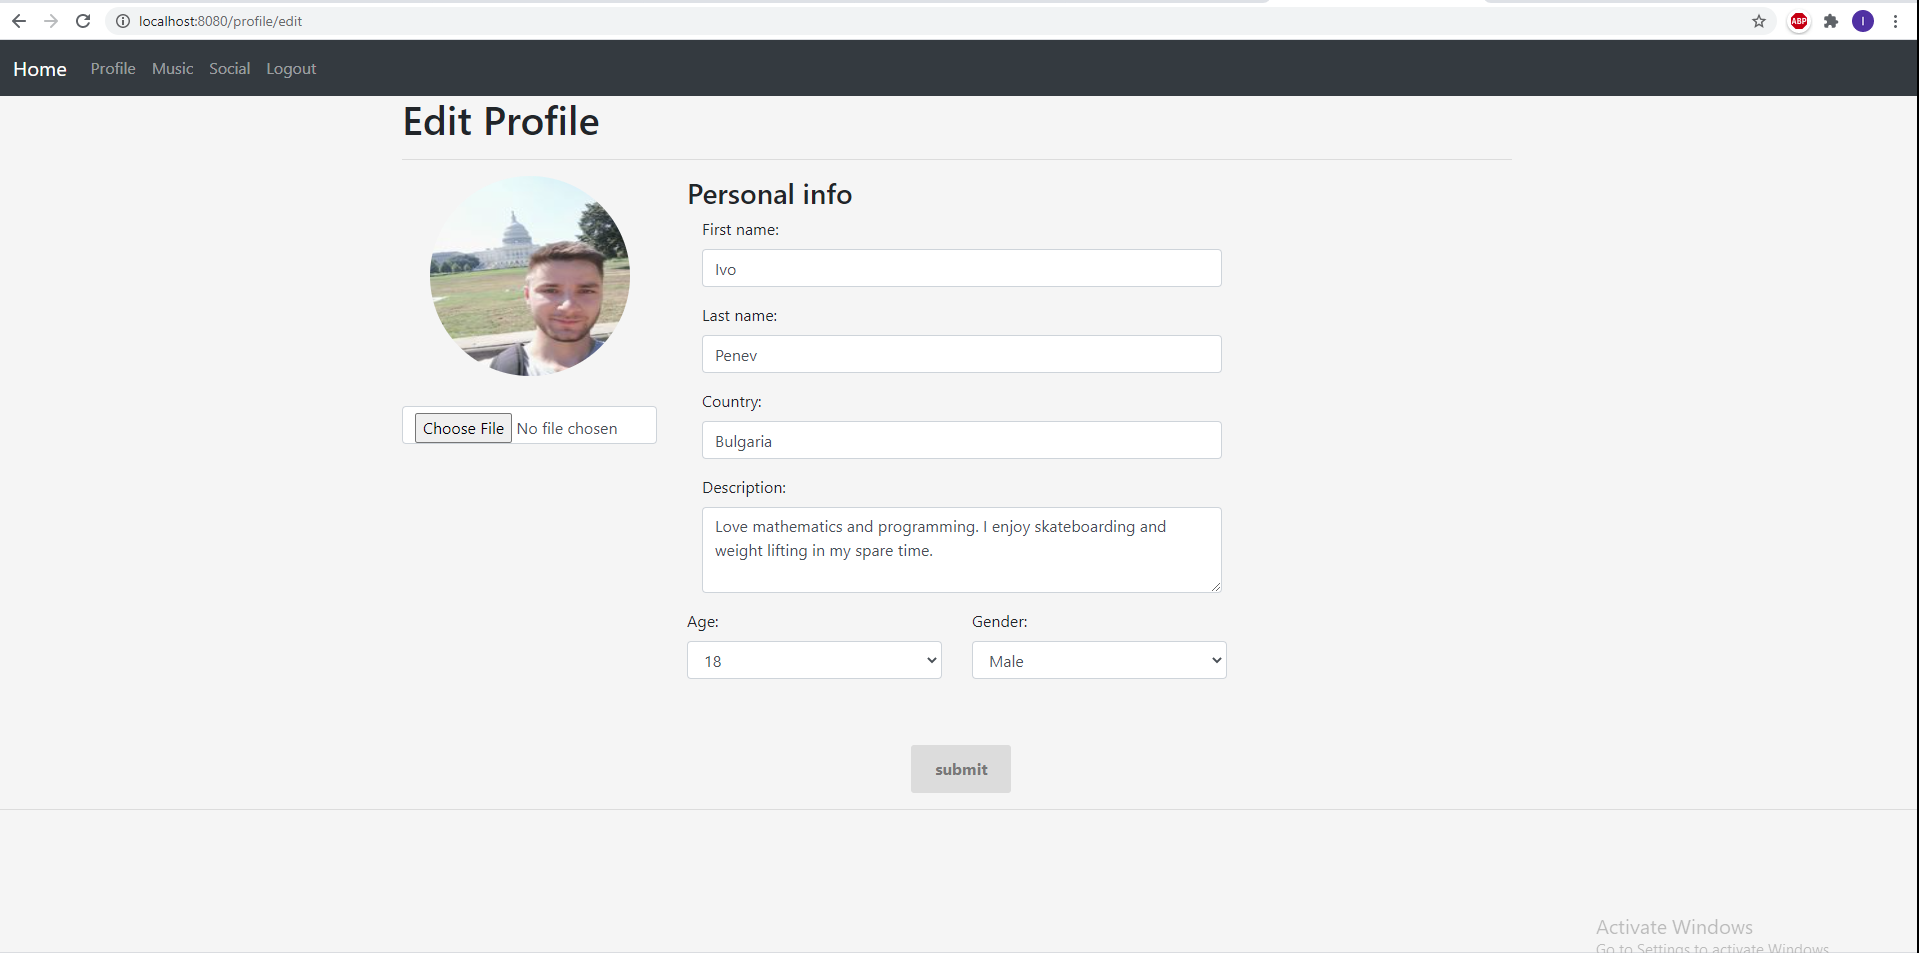 localhost:8080/profile/edit
ABP
I
Home Profile Music Social Logout
Edit Profile
Personal info
First name:
Ivo
Last name:
Penev
Choose File No file chosen
Country:
Bulgaria
Description:
Love mathematics and programming. I enjoy skateboarding and
weight lifting in my spare time.
Age: Gender:
18 Male
submit
Activate Windows
Go to Settings to activate Windows.